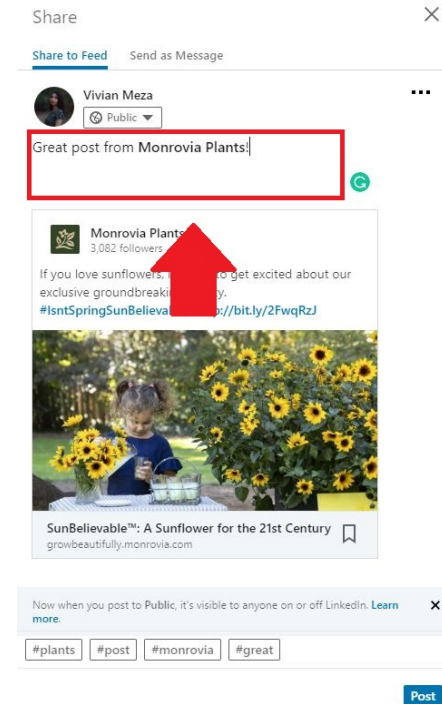 Share
Share to Feed Send as Message
Vivian Meza
Public
Great post from Monrovia Plants!
Monrovia Plants
3,082 followers
If you love sunflowers, to get excited about our
exclusive groundbreaking
#IsntSpringSunBelievable ://bit.ly/2FwqRzJ
SunBelievable™: A Sunflower for the 21st Century
growbeautifully.monrovia.com
Now when you post to Public, it's visible to anyone on or off LinkedIn. Learn
more.
#plants #post #monrovia #great
Post